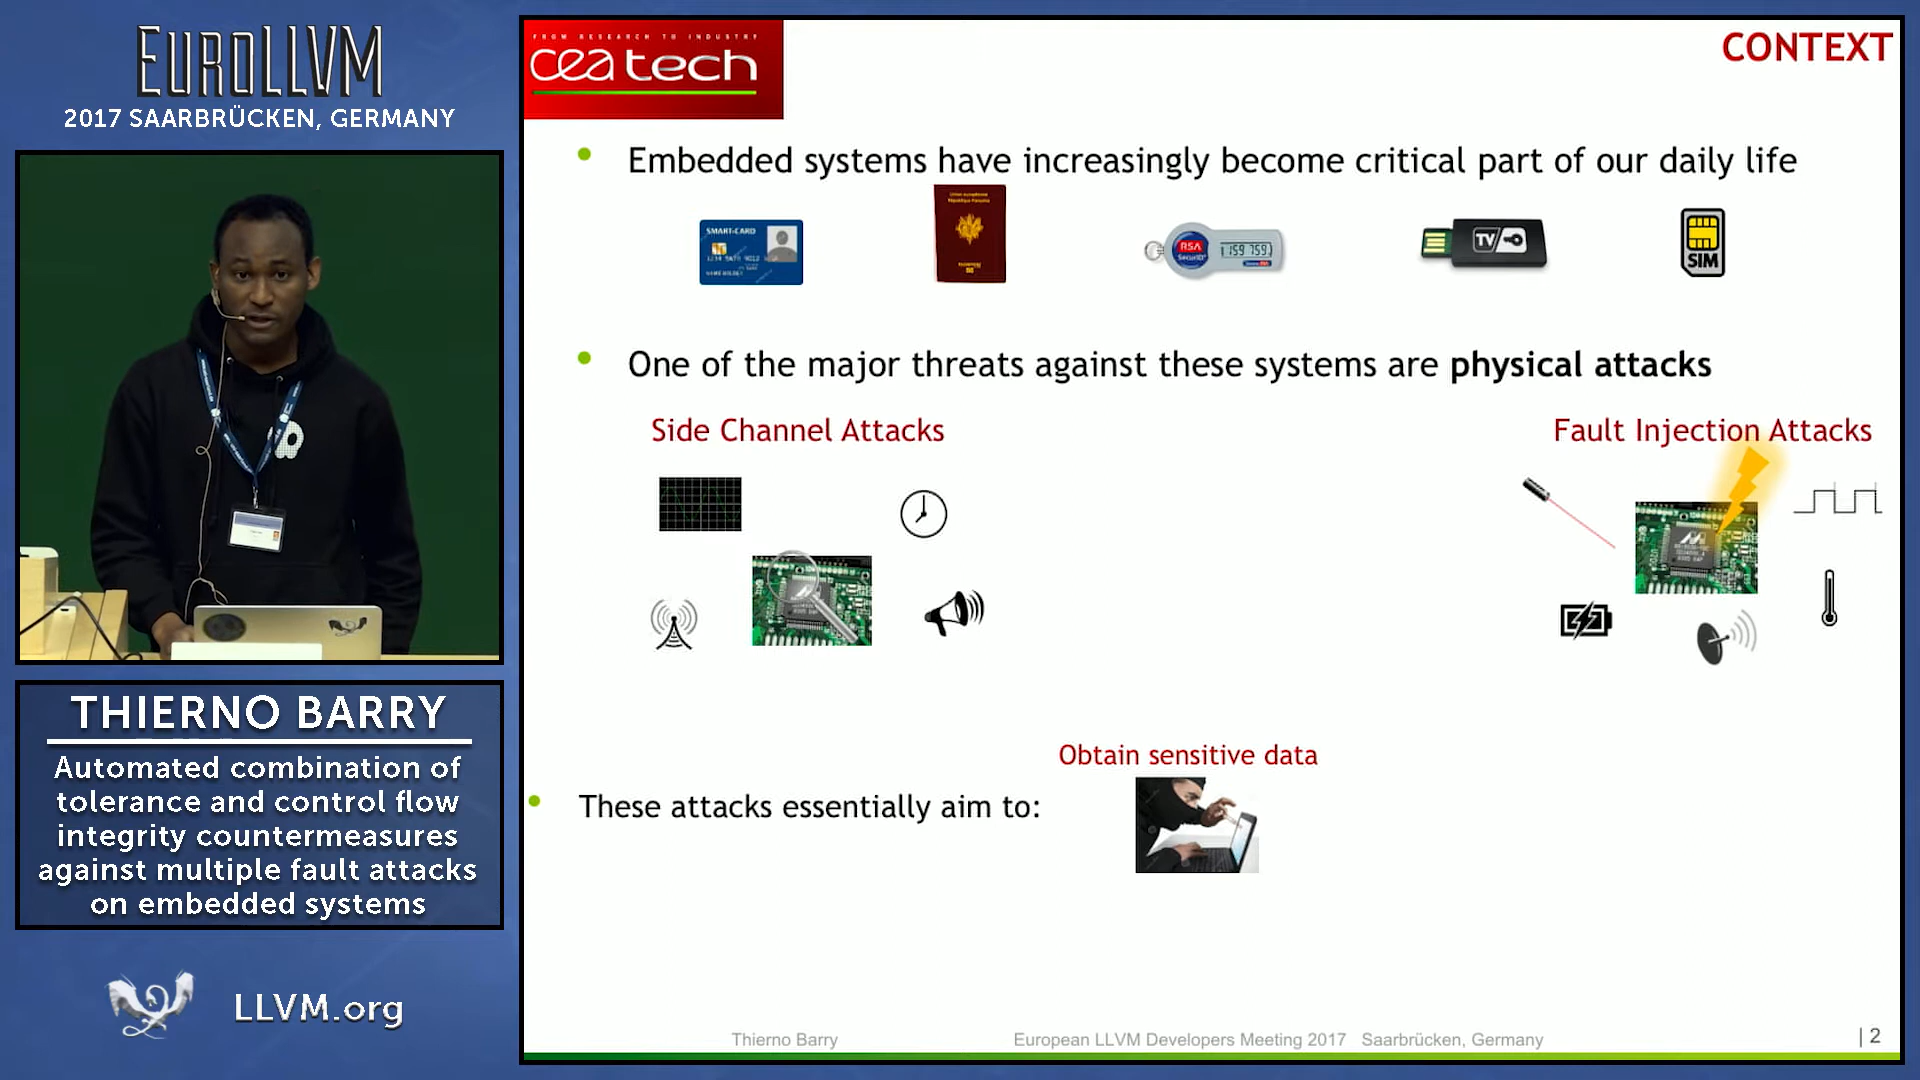 EUROLLVM
2017 SAARBRÜCKEN, GERMANY
THIERNO BARRY
Automated combination of
tolerance and control flow
integrity countermeasures
against multiple fault attacks
on embedded systems
LLVM.org
FROM RESEARCH TO INDUSTRY
cea tech
CONTEXT
Embedded systems have increasingly become critical part of our daily life
SMART-CARD
RSA
SecurID
159 759
TV
SIM
One of the major threats against these systems are physical attacks
Side Channel Attacks
Fault Injection Attacks
Obtain sensitive data
These attacks essentially aim to:
Thierno Barry
European LLVM Developers Meeting 2017 Saarbrücken, Germany
| 2